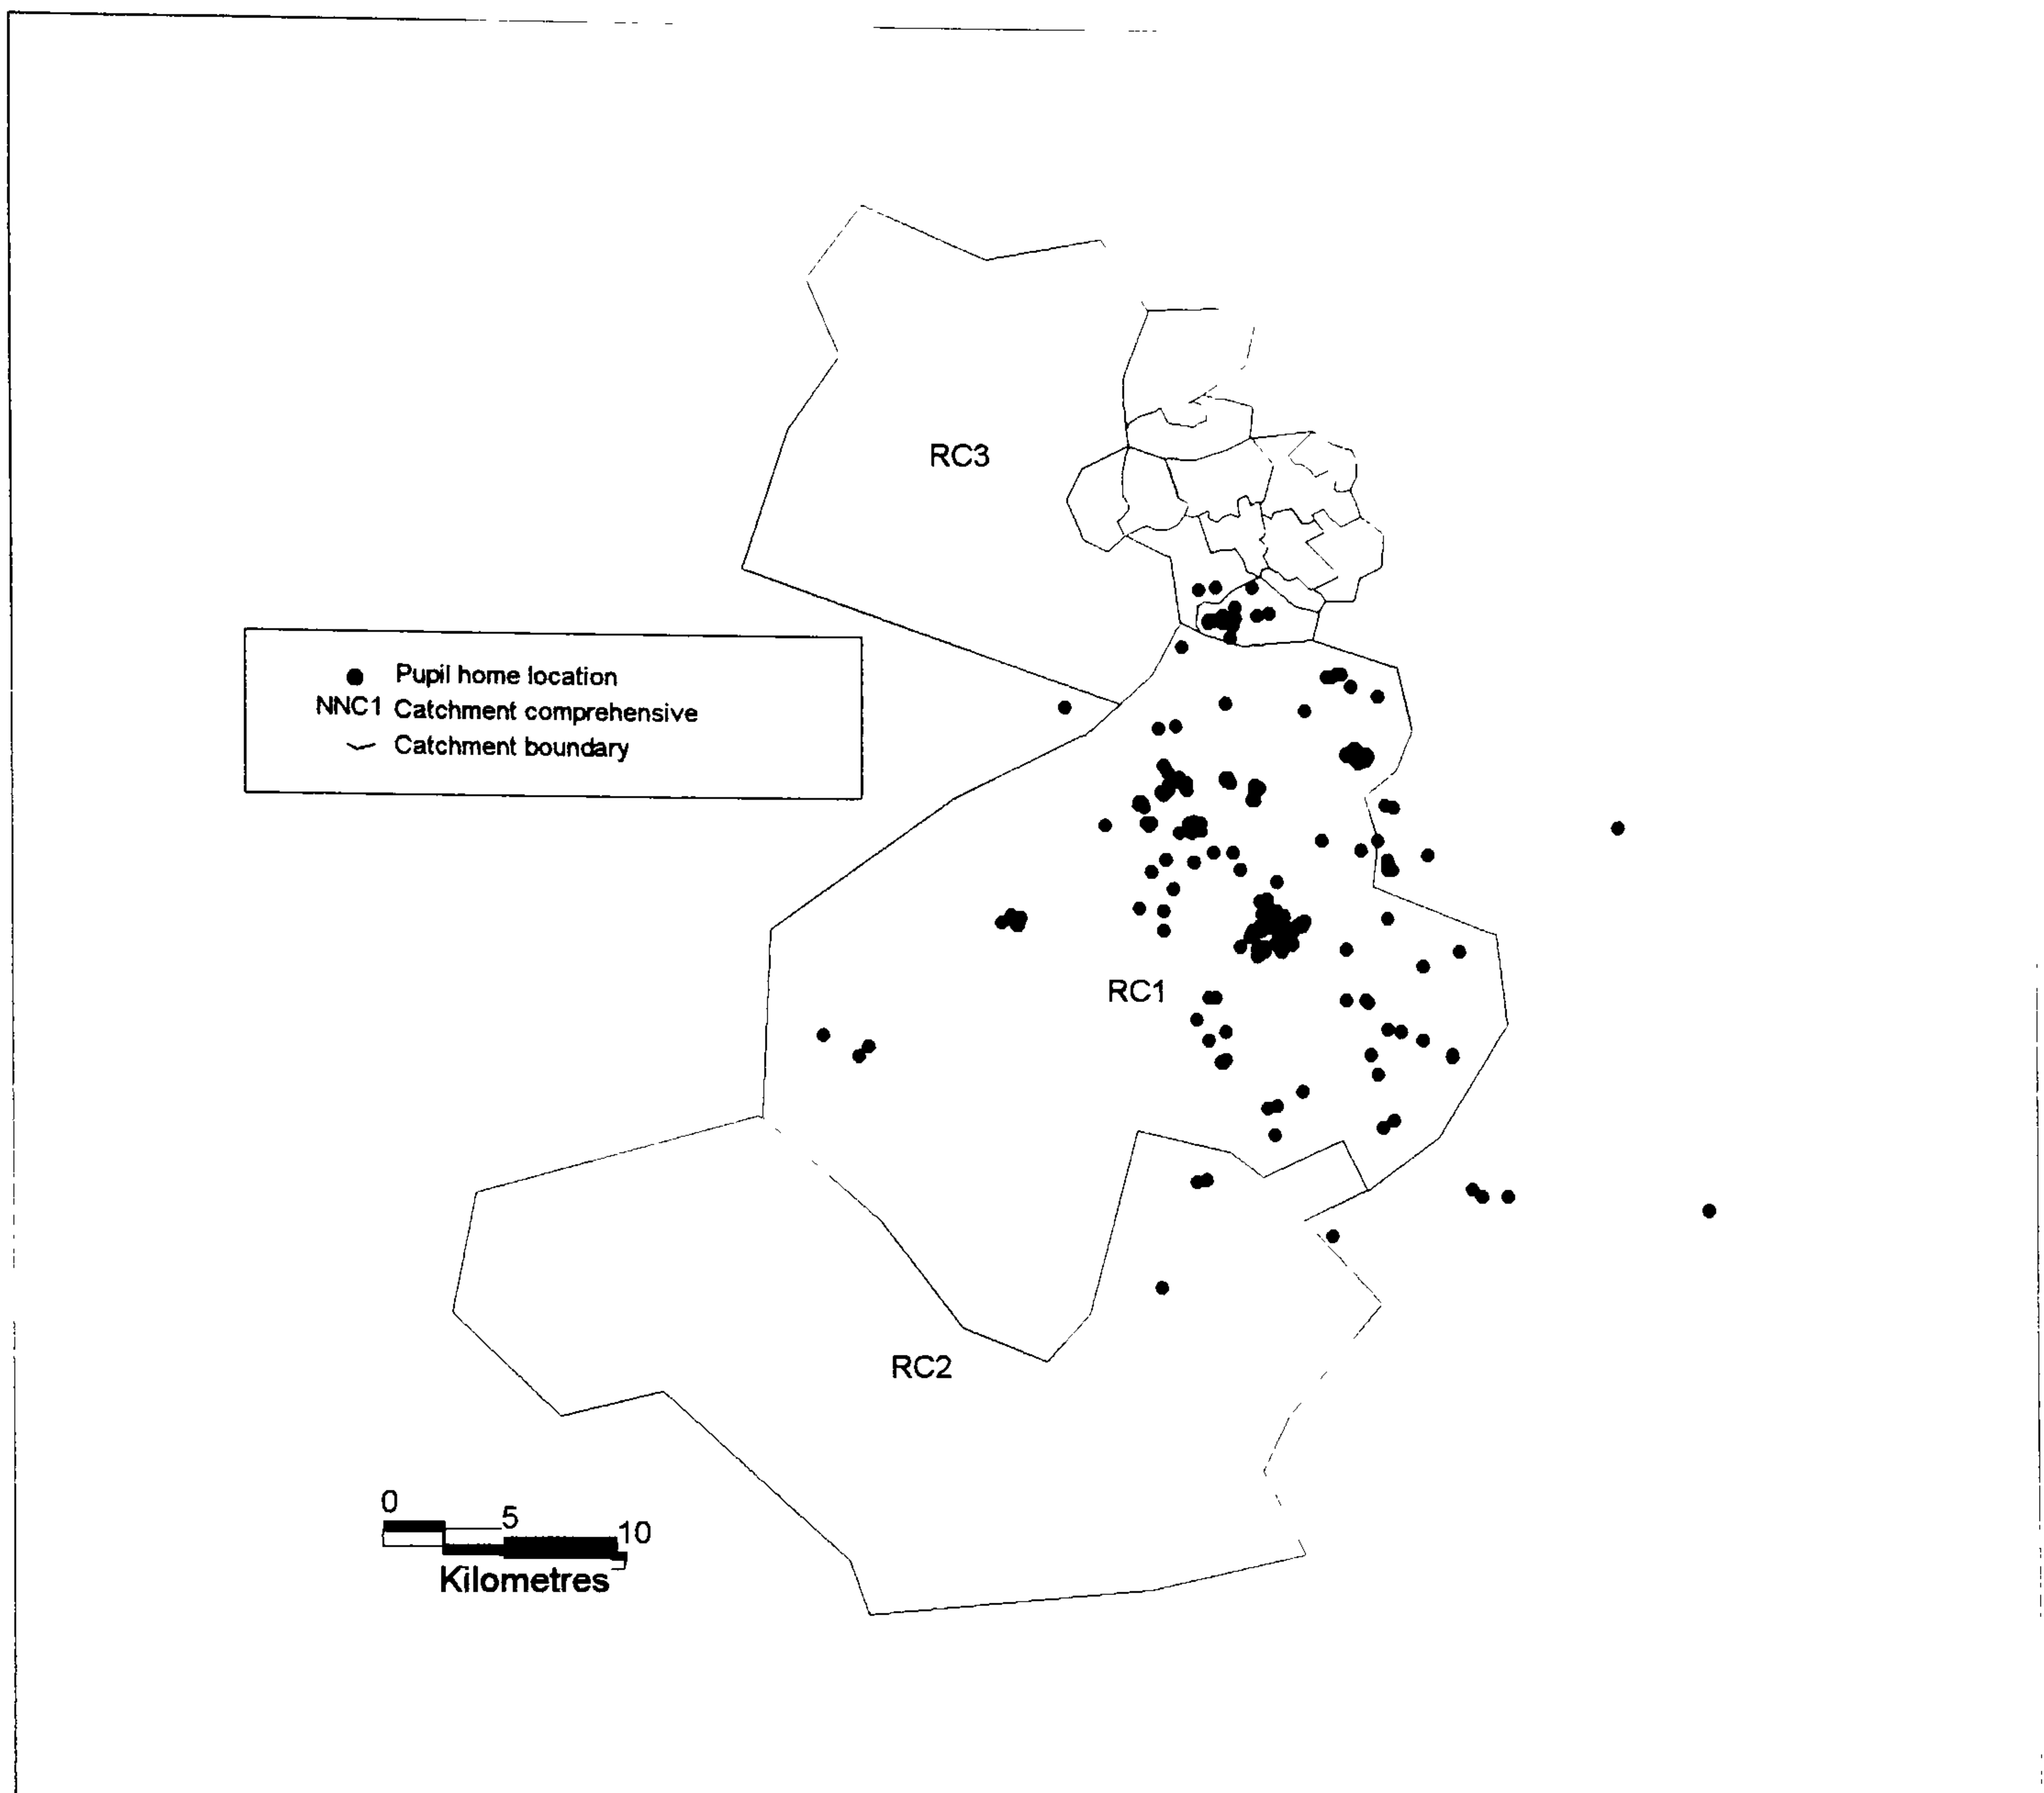 RC3
Pupil home location
NNC1 Catchment comprehensive
Catchment boundary
RC1
RC2
0 5 10
Kilometres